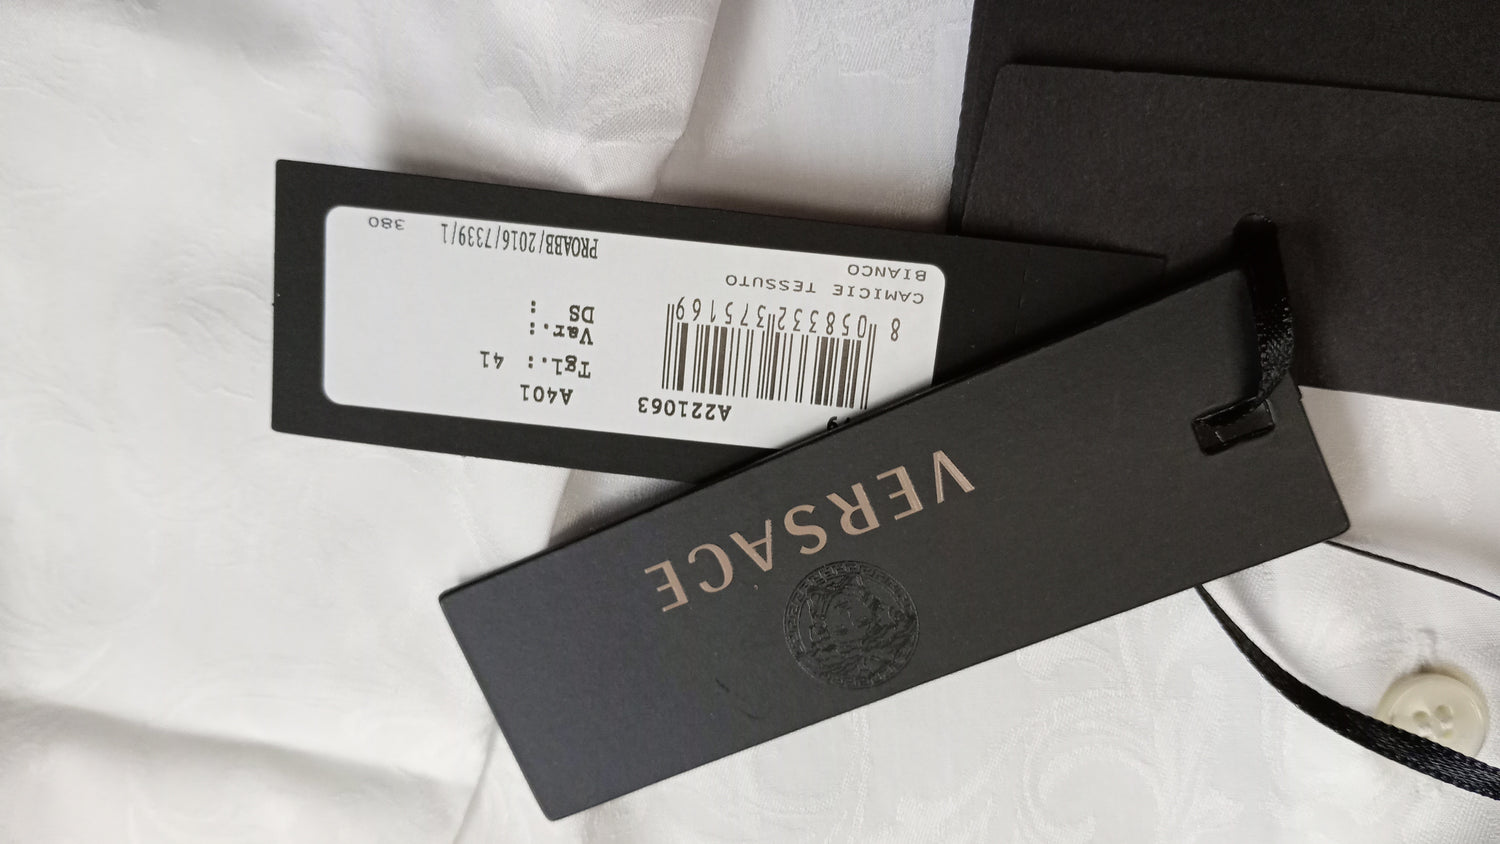 A221063
A401
Tgl.: 41
Var.:
DS :
8 058332 375169
CAMICIE TESSUTO
BIANCO
PROABB/2016/7339/1
380
VERSACE